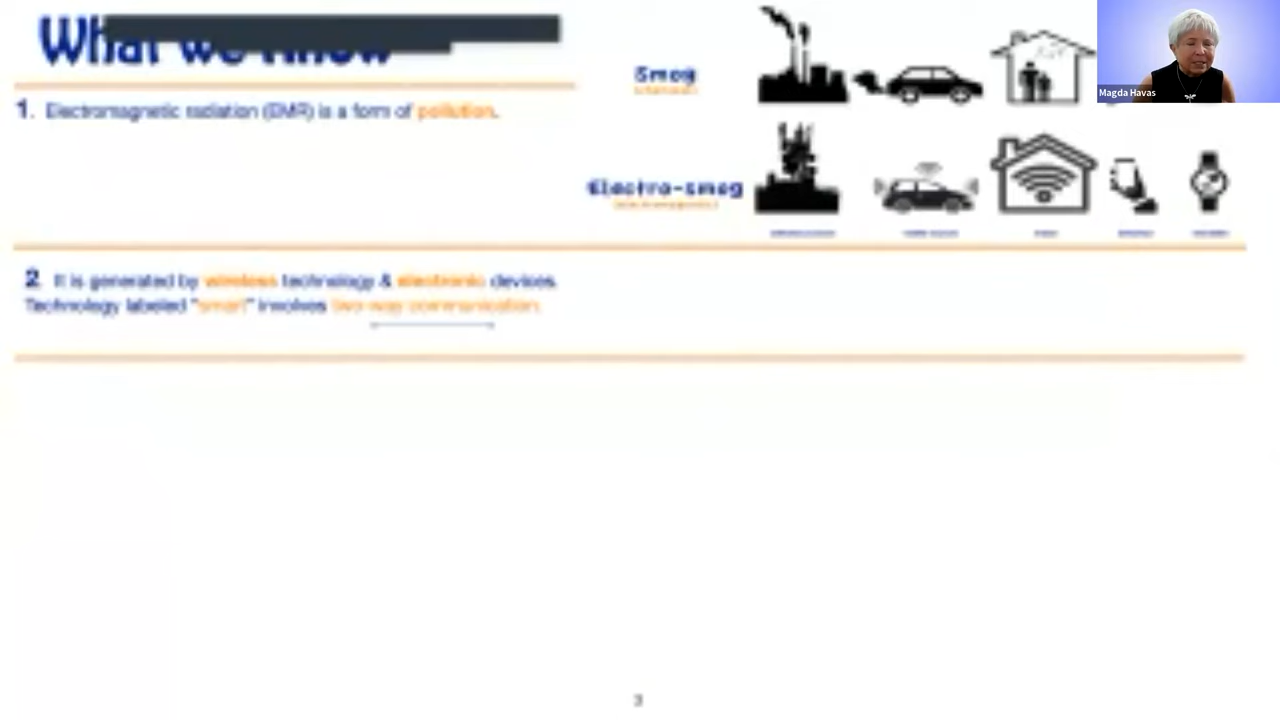 What we know
Smog
1. Electromagnetic radiation (EMR) is a form of pollution.
Electro-smog
2. It is generated by wireless technology & electronic devices.
Technology labeled "smart" involves two-way communication.
3
Magda Havas